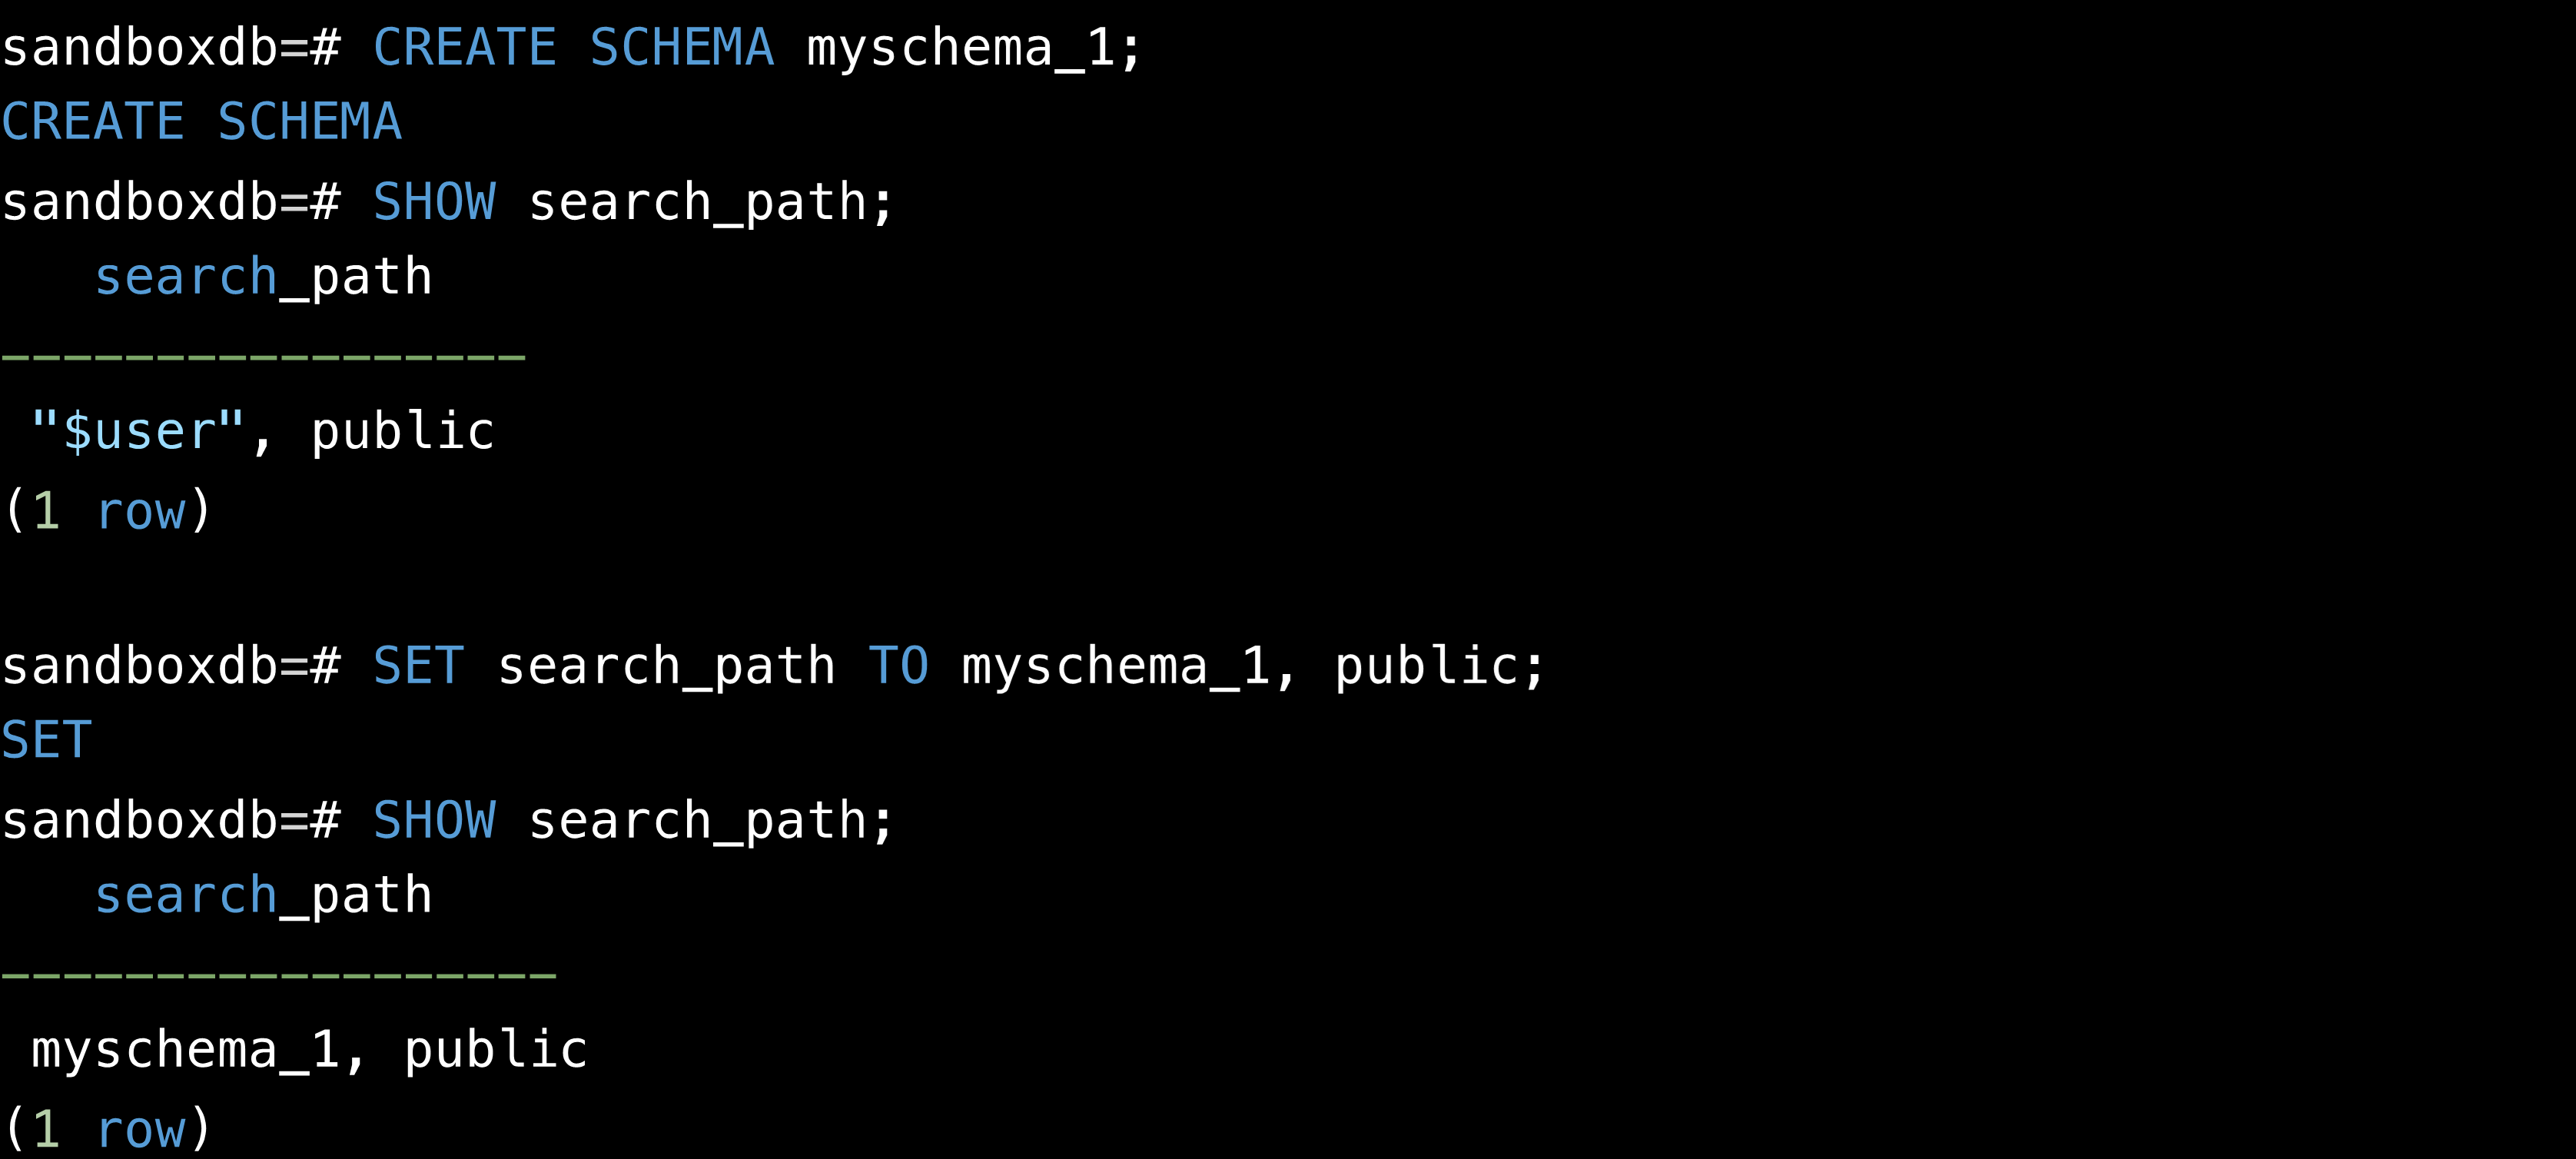 sandboxdb=# CREATE SCHEMA myschema_1;
CREATE SCHEMA
sandboxdb=# SHOW search_path;
   search_path
-----------------
 "$user", public
(1 row)

sandboxdb=# SET search_path TO myschema_1, public;
SET
sandboxdb=# SHOW search_path;
   search_path
------------------
 myschema_1, public
(1 row)